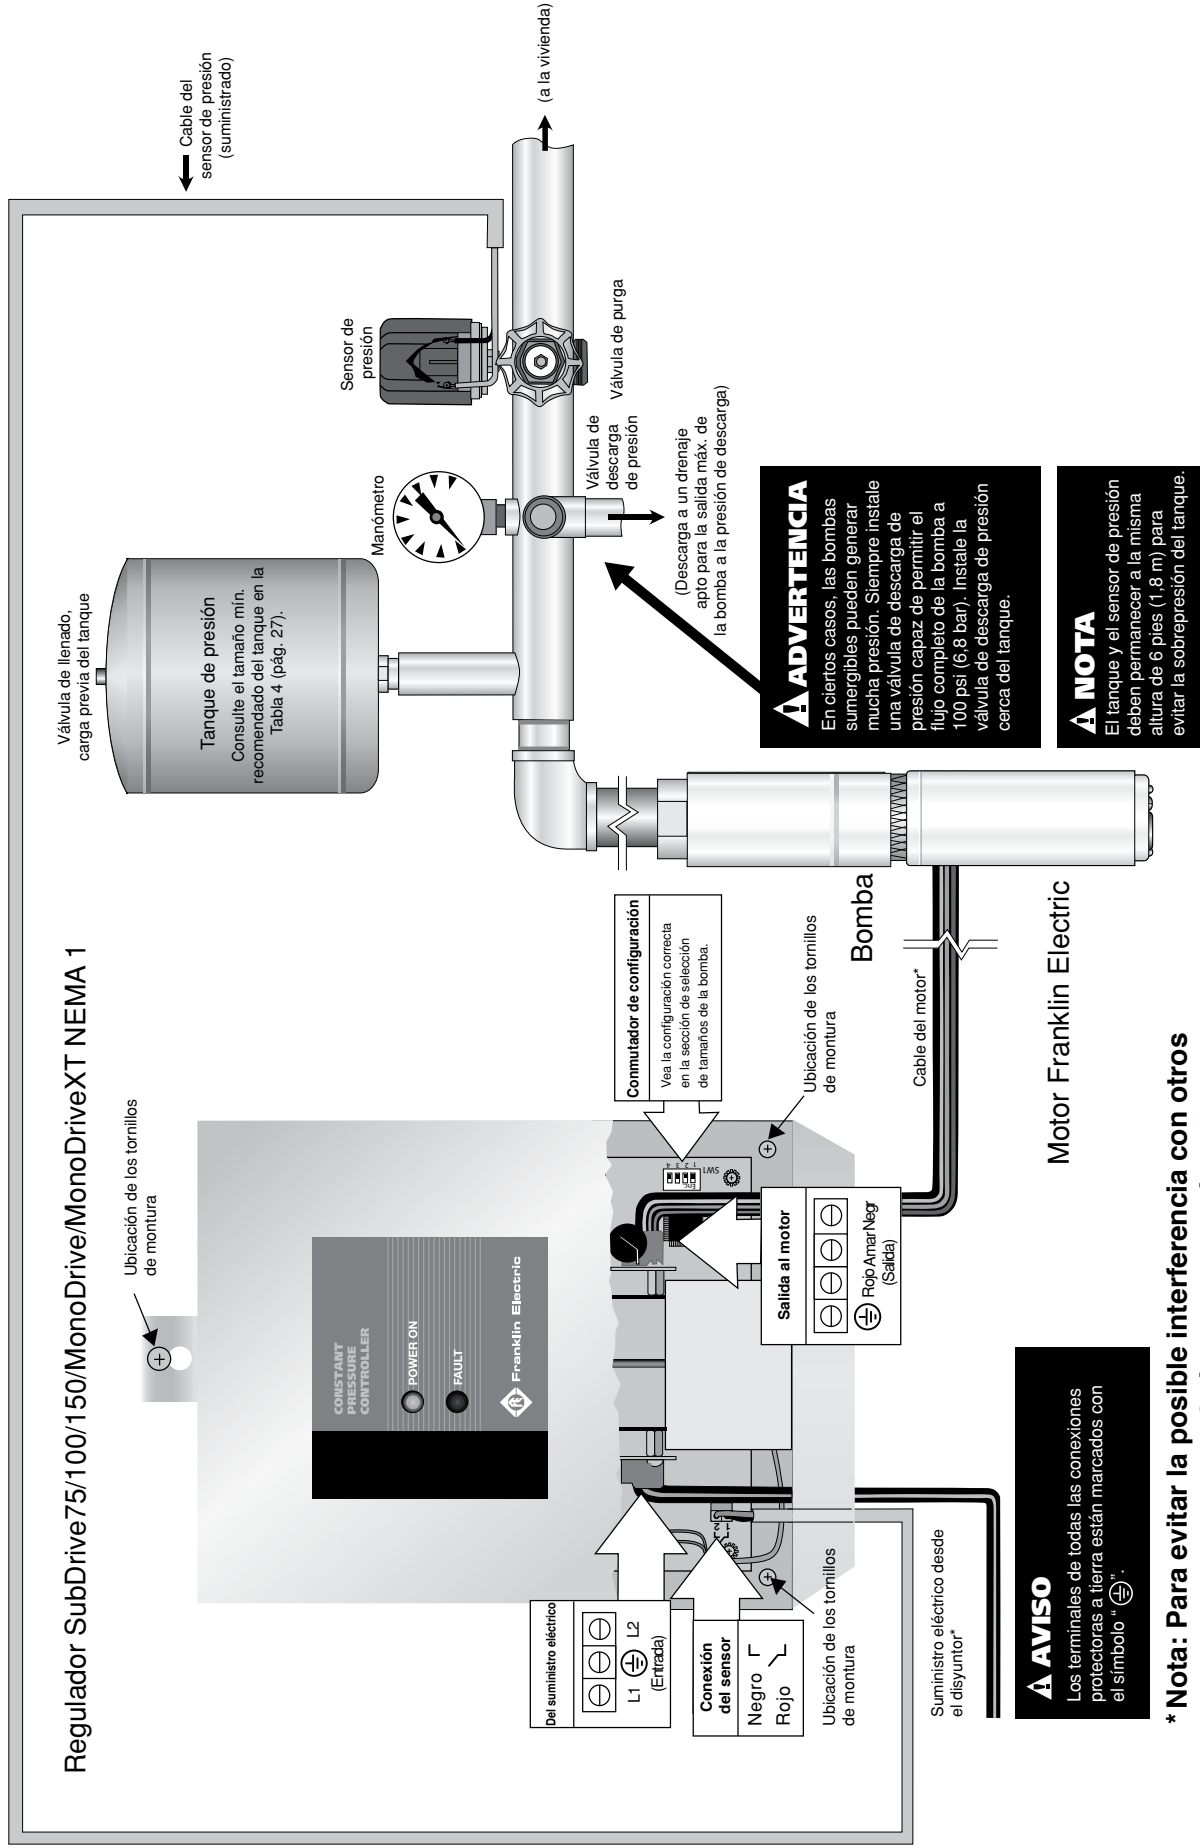 Regulador SubDrive75/100/150/MonoDrive/MonoDriveXT NEMA 1
Cable del
sensor de presión
(suministrado)
Válvula de llenado,
carga previa del tanque
Tanque de presión
Consulte el tamaño mín.
recomendado del tanque en la
Tabla 4 (pág. 27).
Manómetro
Sensor de
presión
(a la vivienda)
Válvula de
descarga
de presión
Válvula de purga
(Descarga a un drenaje
apto para la salida máx. de
la bomba a la presión de descarga)
ADVERTENCIA
En ciertos casos, las bombas
sumergibles pueden generar
mucha presión. Siempre instale
una válvula de descarga de
presión capaz de permitir el
flujo completo de la bomba a
100 psi (6,8 bar). Instale la
válvula de descarga de presión
cerca del tanque.
NOTA
El tanque y el sensor de presión
deben permanecer a la misma
altura de 6 pies (1,8 m) para
evitar la sobrepresión del tanque.
Ubicación de los tornillos
de montura
CONSTANT
PRESSURE
CONTROLLER
POWER ON
FAULT
Franklin Electric
Conmutador de configuración
Vea la configuración correcta
en la sección de selección
de tamaños de la bomba.
Enc
1 2 3 4
SW1
Ubicación de los tornillos
de montura
Bomba
Cable del motor*
Motor Franklin Electric
Del suministro eléctrico
L1 L2
(Entrada)
Conexión
del sensor
Negro
Rojo
1 2
Salida al motor
Rojo Amar Negr
(Salida)
Ubicación de los tornillos
de montura
Suministro eléctrico desde
el disyuntor*
AVISO
Los terminales de todas las conexiones
protectoras a tierra están marcados con
el símbolo “ ”.
* Nota: Para evitar la posible interferencia con otros